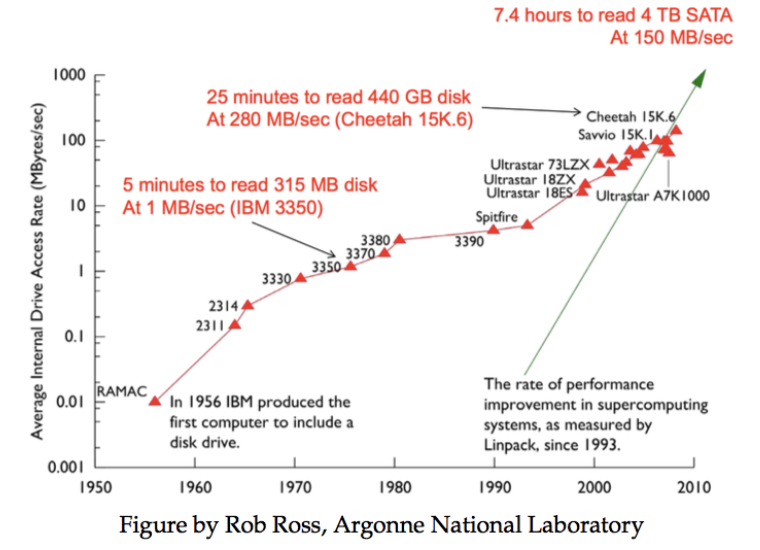 7.4 hours to read 4 TB SATA
At 150 MB/sec
1000
25 minutes to read 440 GB disk
At 280 MB/sec (Cheetah 15K.6)
Cheetah 15K.6
Savvio 15K.1
100
Ultrastar 73LZX
Ultrastar 18ZX
Ultrastar 18ES
Ultrastar A7K1000
5 minutes to read 315 MB disk
At 1 MB/sec (IBM 3350)
10
Spitfire
3380
3390
3370
3350
1
3330
2314
2311
0.1
RAMAC
0.01
In 1956 IBM produced the
first computer to include a
disk drive.
The rate of performance
improvement in supercomputing
systems, as measured by
Linpack, since 1993.
0.001
Average Internal Drive Access Rate (MBytes/sec)
1950 1960 1970 1980 1990 2000 2010
Figure by Rob Ross, Argonne National Laboratory